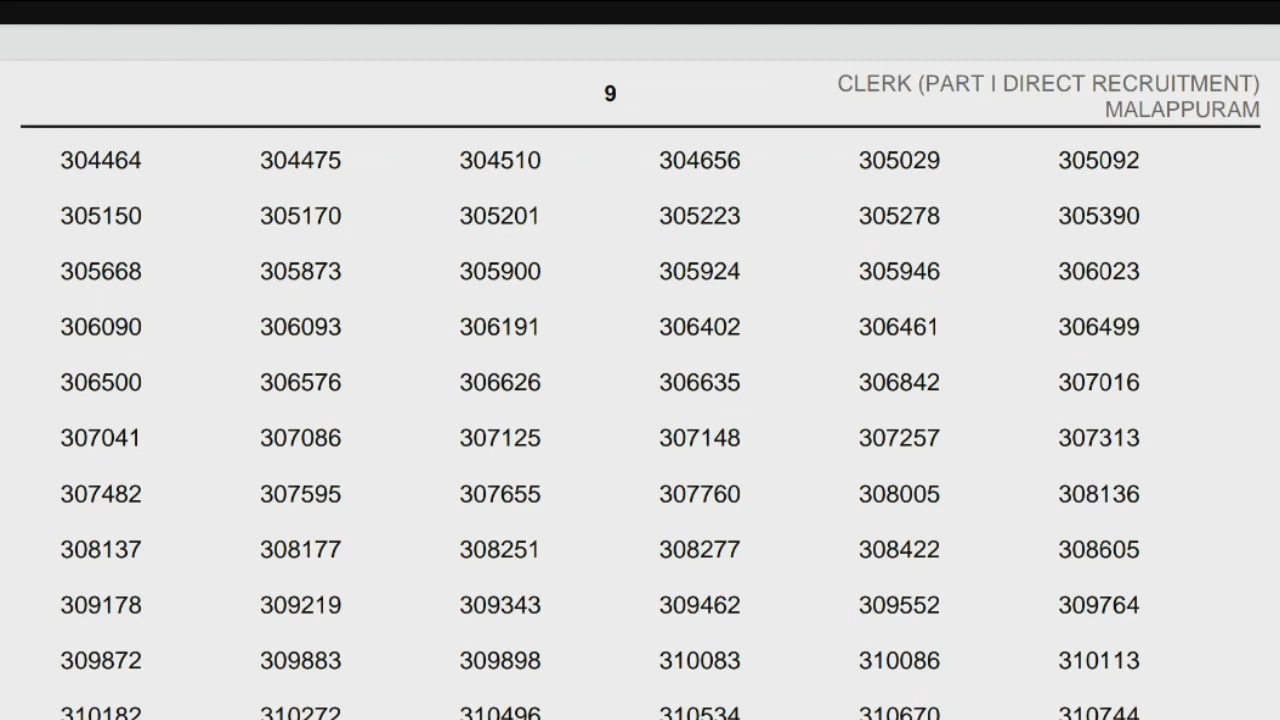 9
CLERK (PART I DIRECT RECRUITMENT)
MALAPPURAM
304464 304475 304510 304656 305029 305092
305150 305170 305201 305223 305278 305390
305668 305873 305900 305924 305946 306023
306090 306093 306191 306402 306461 306499
306500 306576 306626 306635 306842 307016
307041 307086 307125 307148 307257 307313
307482 307595 307655 307760 308005 308136
308137 308177 308251 308277 308422 308605
309178 309219 309343 309462 309552 309764
309872 309883 309898 310083 310086 310113
310182 310272 310496 310534 310670 310744